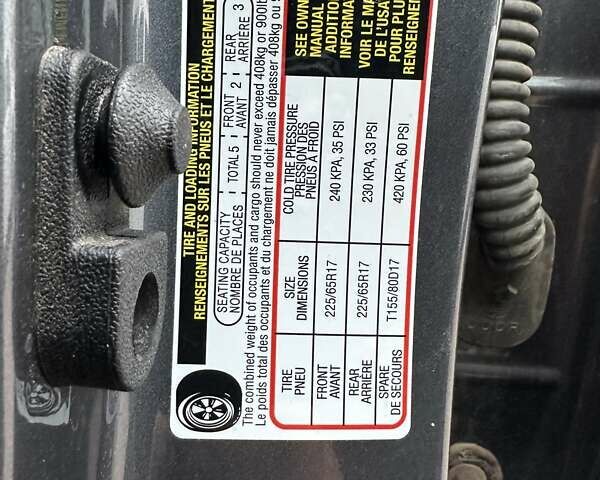 TIRE AND LOADING INFORMATION
RENSEIGNEMENTS SUR LES PNEUS ET LE CHARGEMENT
SEATING CAPACITY
NOMBRE DE PLACES
TOTAL 5
FRONT
AVANT 2
REAR
ARRIÈRE 3
The combined weight of occupants and cargo should never exceed 408kg or 900lb
Le poids total des occupants et du chargement ne doit jamais dépasser 408kg ou
TIRE
PNEU
SIZE
DIMENSIONS
COLD TIRE PRESSURE
PRESSION DES
PNEUS À FROID
FRONT
AVANT
225/65R17
240 KPA, 35 PSI
REAR
ARRIÈRE
225/65R17
230 KPA, 33 PSI
SPARE
DE SECOURS
T155/80D17
420 KPA, 60 PSI
SEE OWN
MANUAL
ADDITIO
INFORMA
VOIR LE MA
DE L'USA
POUR PLU
RENSEIGNE